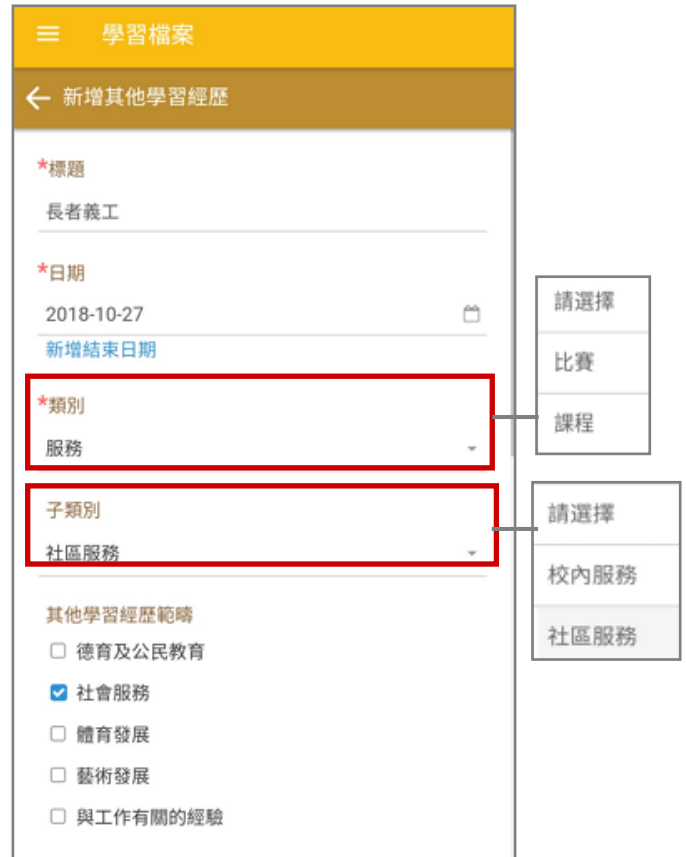 學習檔案
新增其他學習經歷
*標題
長者義工
*日期
2018-10-27
新增結束日期
*類別
服務
請選擇
比賽
課程
子類別
社區服務
請選擇
校內服務
社區服務
其他學習經歷範疇
德育及公民教育
社會服務
體育發展
藝術發展
與工作有關的經驗